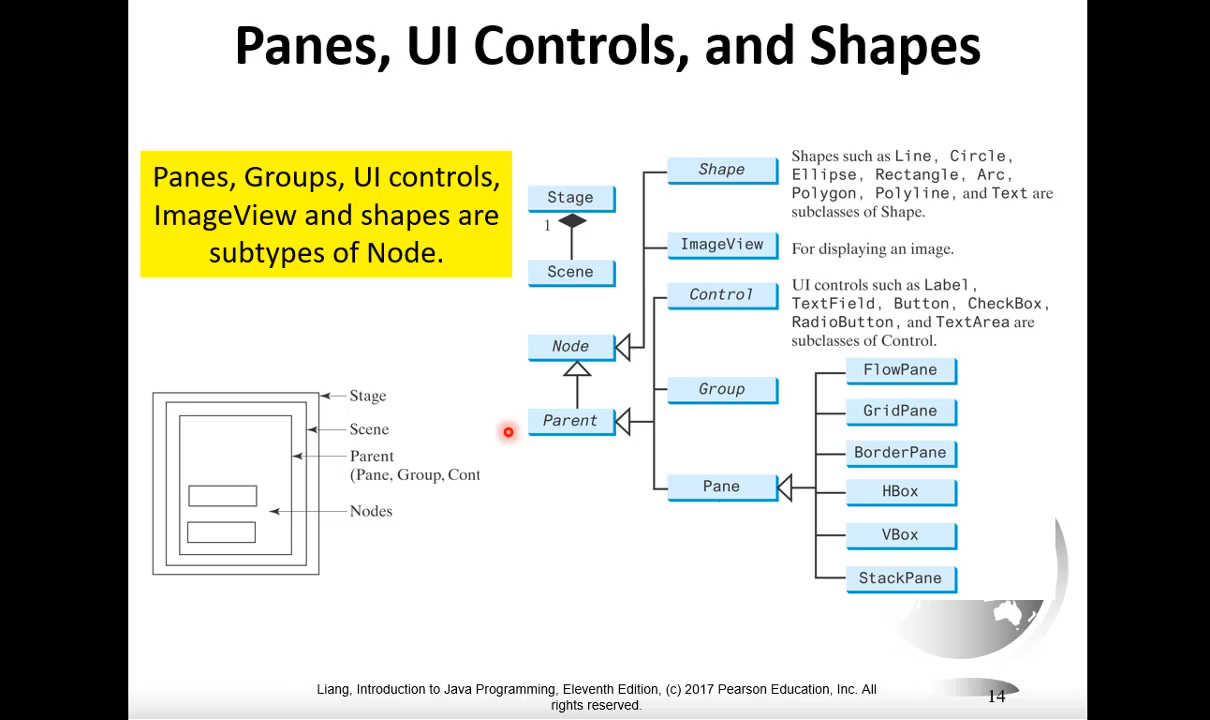 Panes, UI Controls, and Shapes
Panes, Groups, UI controls,
ImageView and shapes are
subtypes of Node.
Stage
1
Scene
Node
Parent
Shape
ImageView
Control
Group
Pane
Shapes such as Line, Circle,
Ellipse, Rectangle, Arc,
Polygon, Polyline, and Text are
subclasses of Shape.
For displaying an image.
UI controls such as Label,
TextField, Button, CheckBox,
RadioButton, and TextArea are
subclasses of Control.
FlowPane
GridPane
BorderPane
HBox
VBox
StackPane
Stage
Scene
Parent
(Pane, Group, Cont
Nodes
Liang, Introduction to Java Programming, Eleventh Edition, (c) 2017 Pearson Education, Inc. All
rights reserved.
14